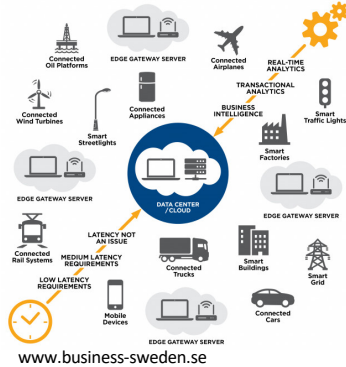 Connected
Oil Platforms
EDGE GATEWAY SERVER
Connected
Airplanes
REAL-TIME
ANALYTICS
TRANSACTIONAL
ANALYTICS
BUSINESS
INTELLIGENCE
Connected
Wind Turbines
Smart
Streetlights
Connected
Appliances
Smart
Traffic Lights
Smart
Factories
EDGE GATEWAY SERVER
DATA CENTER
/CLOUD
EDGE GATEWAY SERVER
LATENCY NOT
AN ISSUE
MEDIUM LATENCY
REQUIREMENTS
LOW LATENCY
REQUIREMENTS
Connected
Rail Systems
Connected
Trucks
Smart
Buildings
Smart
Grid
Mobile
Devices
EDGE GATEWAY SERVER
Connected
Cars
www.business-sweden.se